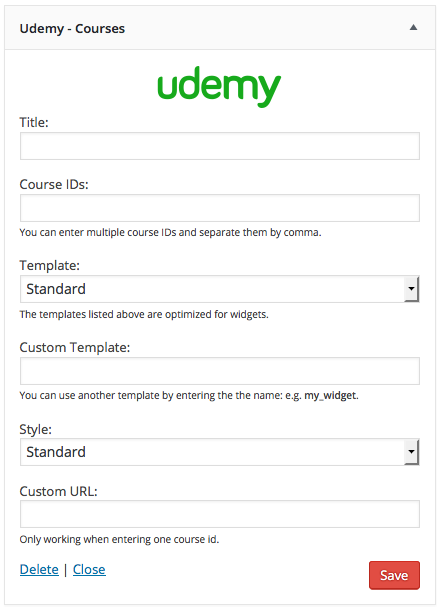 Udemy - Courses
udemy
Title:
Course IDs:
You can enter multiple course IDs and separate them by comma.
Template:
Standard
The templates listed above are optimized for widgets.
Custom Template:
You can use another template by entering the the name: e.g. my_widget.
Style:
Standard
Custom URL:
Only working when entering one course id.
Delete | Close
Save